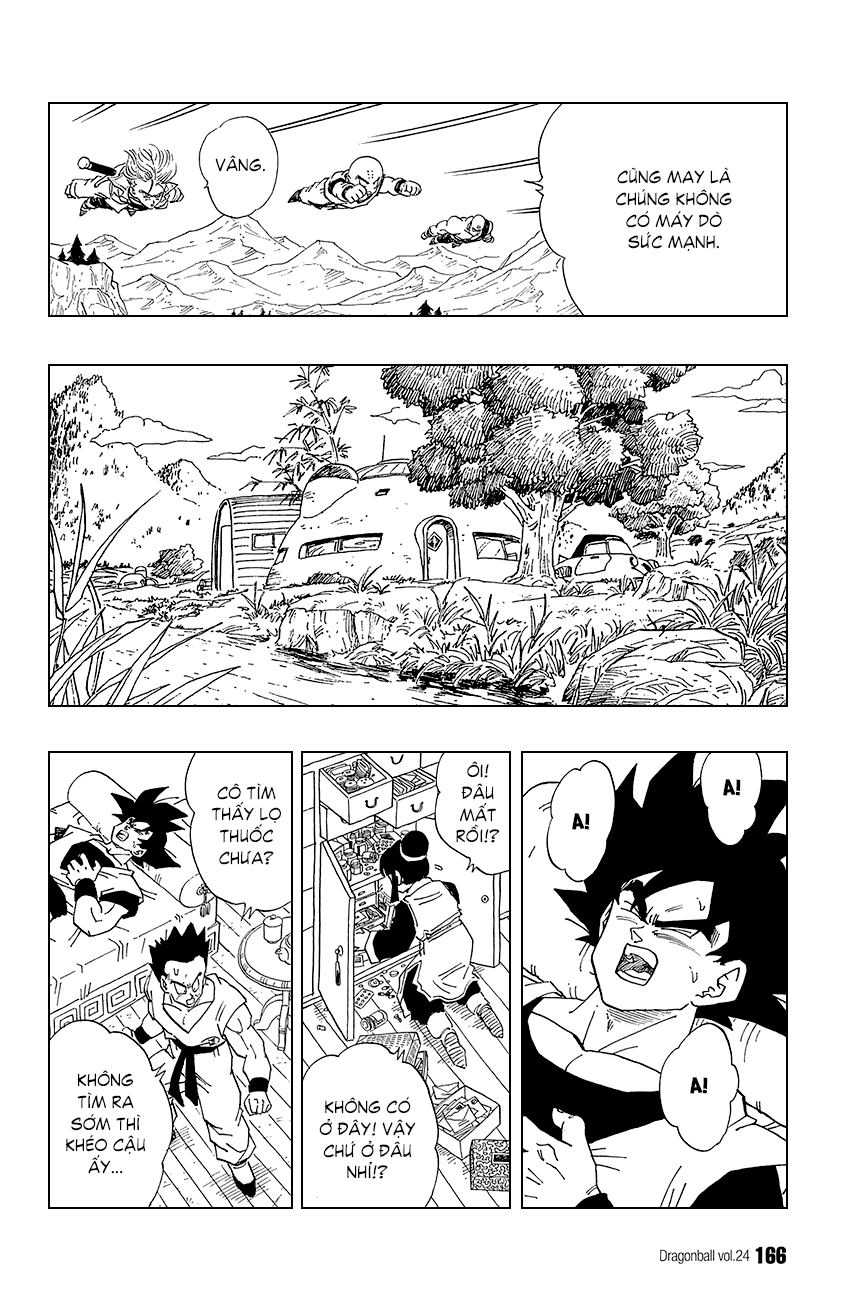 CŨNG MAY LÀ
CHÚNG KHÔNG
CÓ MÁY DÒ
SỨC MẠNH.
VÂNG.
A!
A!
A!
ÔI!
ĐÂU
MẤT
RỒI!?
KHÔNG CÓ
Ở ĐÂY! VẬY
CHỨ Ở ĐÂU
NHỈ!?
CÔ TÌM
THẤY LỌ
THUỐC
CHƯA?
KHÔNG
TÌM RA
SỚM THÌ
KHÉO CẬU
ẤY...
Dragonball vol.24 166